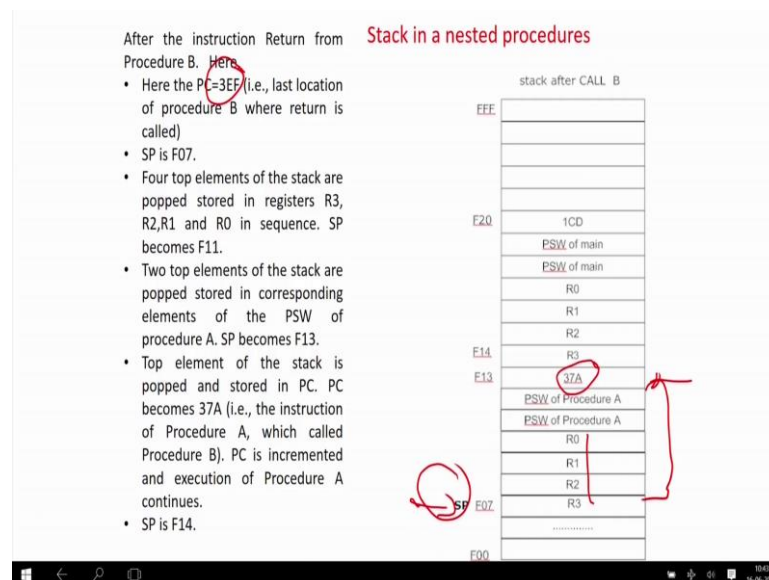 Stack in a nested procedures
After the instruction Return from
Procedure B. Here
• Here the PC=3EF (i.e., last location
of procedure B where return is
called)
• SP is F07.
• Four top elements of the stack are
popped stored in registers R3,
R2,R1 and R0 in sequence. SP
becomes F11.
• Two top elements of the stack are
popped stored in corresponding
elements of the PSW of
procedure A. SP becomes F13.
• Top element of the stack is
popped and stored in PC. PC
becomes 37A (i.e., the instruction
of Procedure A, which called
Procedure B). PC is incremented
and execution of Procedure A
continues.
• SP is F14.
stack after CALL B
FFF
F20 1CD
PSW of main
PSW of main
R0
R1
R2
F14 R3
F13 37A
PSW of Procedure A
PSW of Procedure A
R0
R1
R2
SP F07 R3
.............
F00